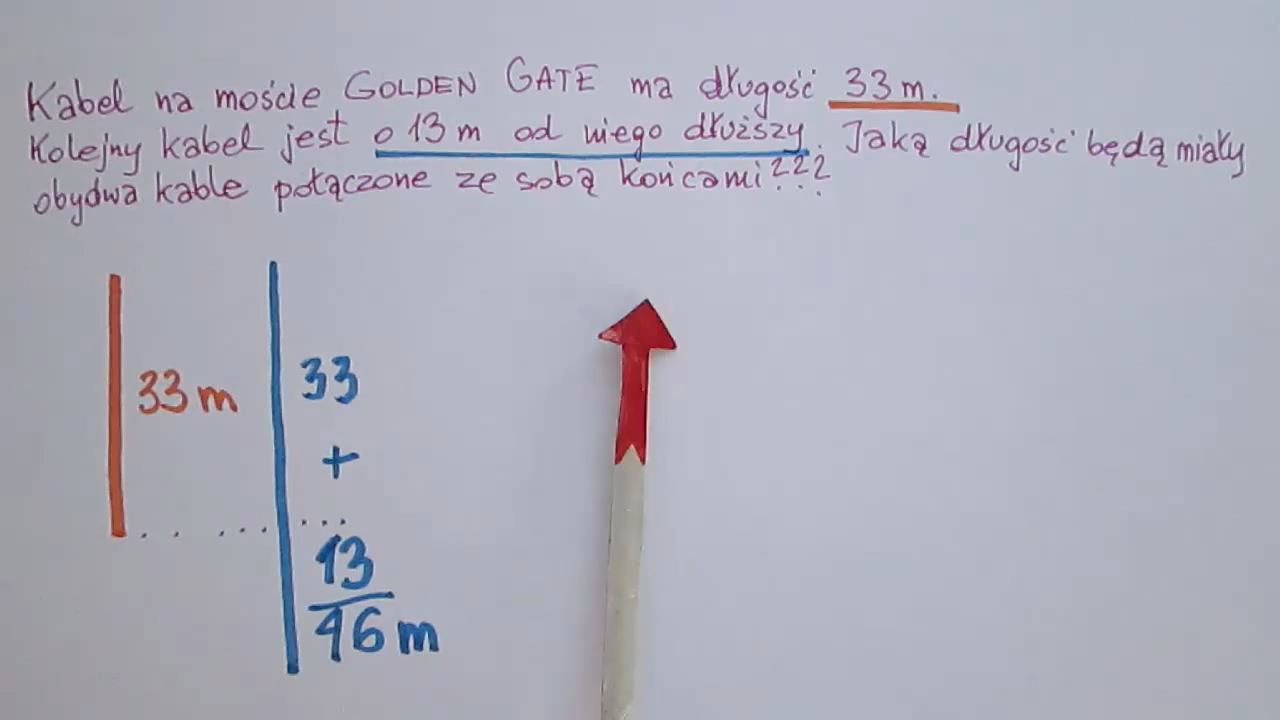 Kabel na moście GOLDEN GATE ma długość 33 m.
Kolejny kabel jest o 13 m od niego dłuższy. Jaką długość będą miały
obydwa kable połączone ze sobą końcami???
33 m
33
+
13
46 m